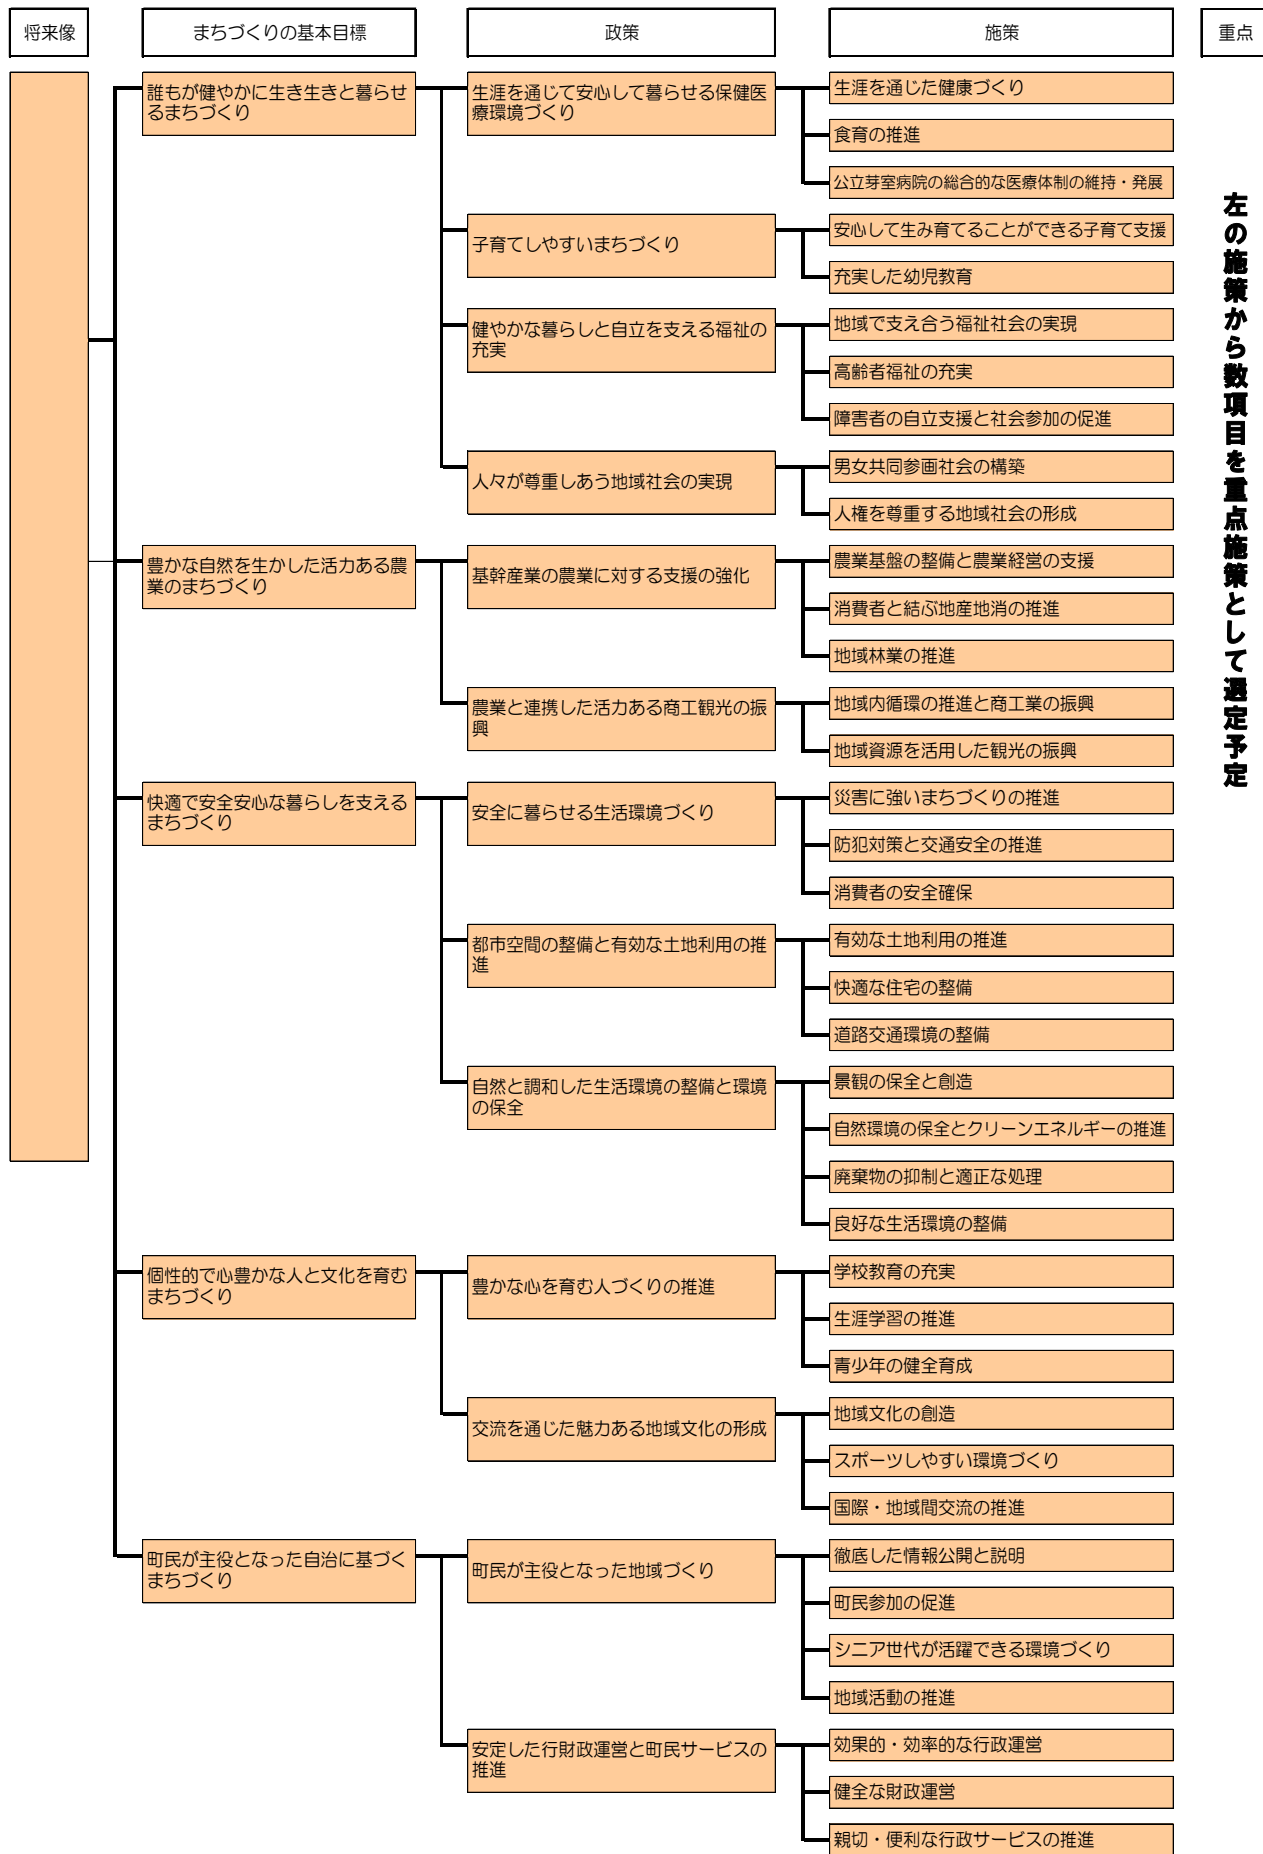 将来像
まちづくりの基本目標
政策
施策
重点
誰もが健やかに生き生きと暮らせ
るまちづくり
生涯を通じて安心して暮らせる保健医
療環境づくり
生涯を通じた健康づくり
食育の推進
公立芽室病院の総合的な医療体制の維持・発展
子育てしやすいまちづくり
安心して生み育てることができる子育て支援
充実した幼児教育
健やかな暮らしと自立を支える福祉の
充実
地域で支え合う福祉社会の実現
高齢者福祉の充実
障害者の自立支援と社会参加の促進
人々が尊重しあう地域社会の実現
男女共同参画社会の構築
人権を尊重する地域社会の形成
豊かな自然を生かした活力ある農
業のまちづくり
基幹産業の農業に対する支援の強化
農業基盤の整備と農業経営の支援
消費者と結ぶ地産地消の推進
地域林業の推進
農業と連携した活力ある商工観光の振
興
地域内循環の推進と商工業の振興
地域資源を活用した観光の振興
快適で安全安心な暮らしを支える
まちづくり
安全に暮らせる生活環境づくり
災害に強いまちづくりの推進
防犯対策と交通安全の推進
消費者の安全確保
都市空間の整備と有効な土地利用の推
進
有効な土地利用の推進
快適な住宅の整備
道路交通環境の整備
自然と調和した生活環境の整備と環境
の保全
景観の保全と創造
自然環境の保全とクリーンエネルギーの推進
廃棄物の抑制と適正な処理
良好な生活環境の整備
個性的で心豊かな人と文化を育む
まちづくり
豊かな心を育む人づくりの推進
学校教育の充実
生涯学習の推進
青少年の健全育成
交流を通じた魅力ある地域文化の形成
地域文化の創造
スポーツしやすい環境づくり
国際・地域間交流の推進
町民が主役となった自治に基づく
まちづくり
町民が主役となった地域づくり
徹底した情報公開と説明
町民参加の促進
シニア世代が活躍できる環境づくり
地域活動の推進
安定した行財政運営と町民サービスの
推進
効果的・効率的な行政運営
健全な財政運営
親切・便利な行政サービスの推進
左の施策から数項目を重点施策として選定予定